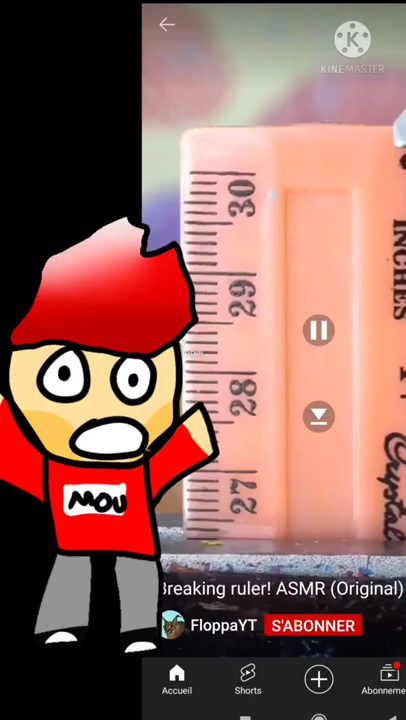 KINEMASTER
30
29
INCHES
28
27
Crystal
MOU
Breaking ruler! ASMR (Original)
FloppaYT
S'ABONNER
Accueil
Shorts
Abonneme